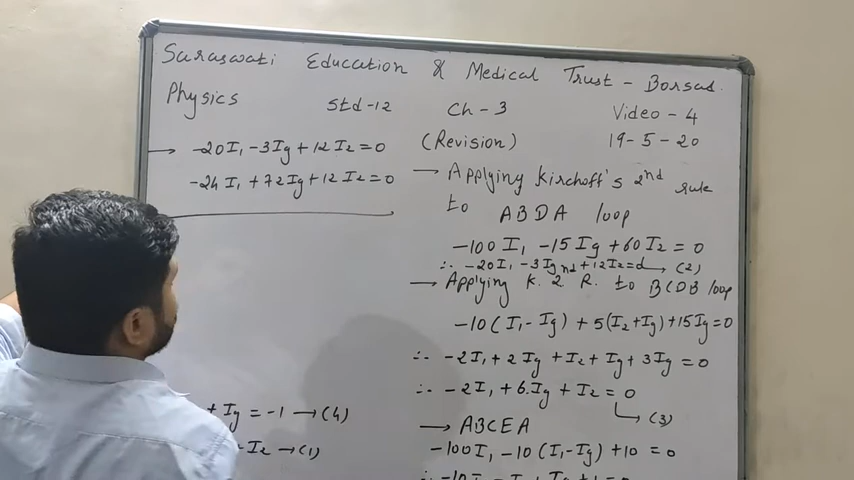 Saraswati Education & Medical Trust - Borsad.
Physics Std-12 Ch-3 Video-4
(Revision) 19-5-20
→ -20I₁ -3Ig +12I₂=0
-24I₁ +72Ig+12I₂=0
+ Ig = -1 → (4)
- I₂ → (1)
→ Applying Kirchoff's 2nd rule
to ABDA loop
-100I₁ -15Ig +60I₂ = 0
∴ -20I₁ -3Ig +12I₂=0 → (2)
→ Applying K. 2nd R. to BCDB loop
-10(I₁-Ig) + 5(I₂+Ig)+15Ig=0
∴ -2I₁+2Ig+I₂+Ig+3Ig=0
∴ -2I₁+6Ig+I₂=0
→ (3)
→ ABCEA
-100I₁ -10(I₁-Ig)+10=0